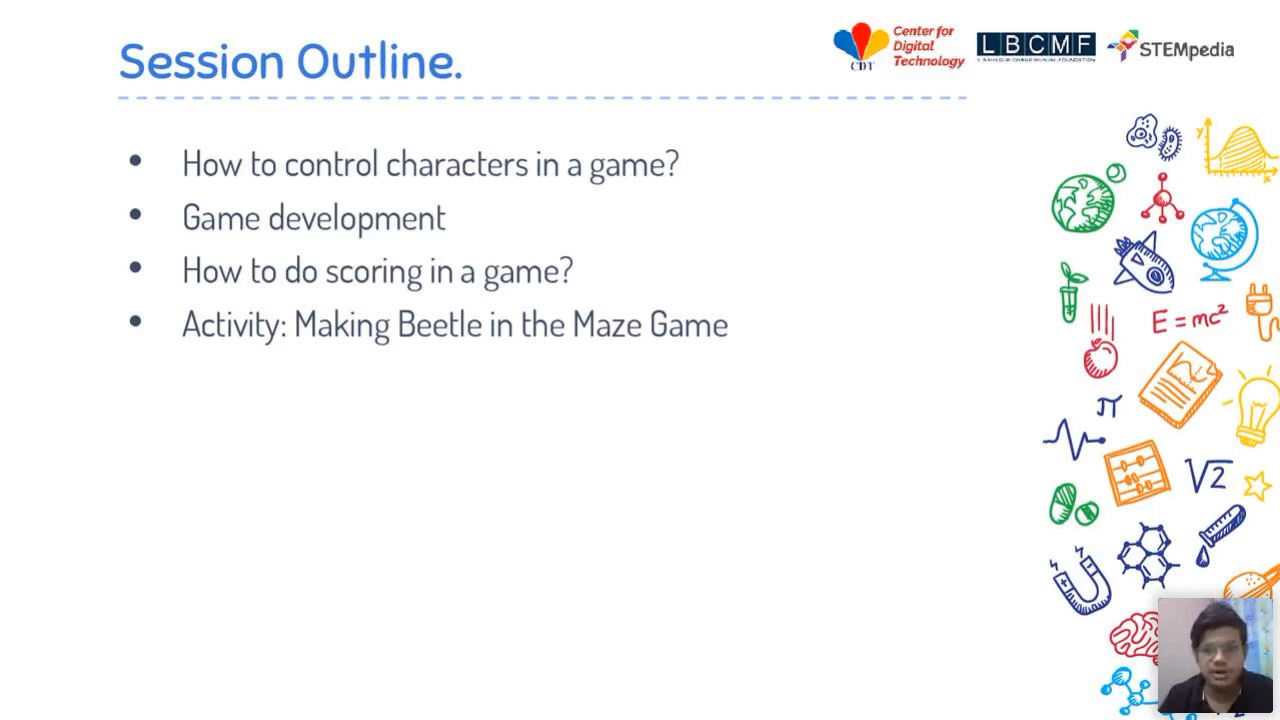 Session Outline.
CDT
Center for
Digital
Technology
LBCMF
STEMpedia
• How to control characters in a game?
• Game development
• How to do scoring in a game?
• Activity: Making Beetle in the Maze Game
y
x
E = mc²
π
√2